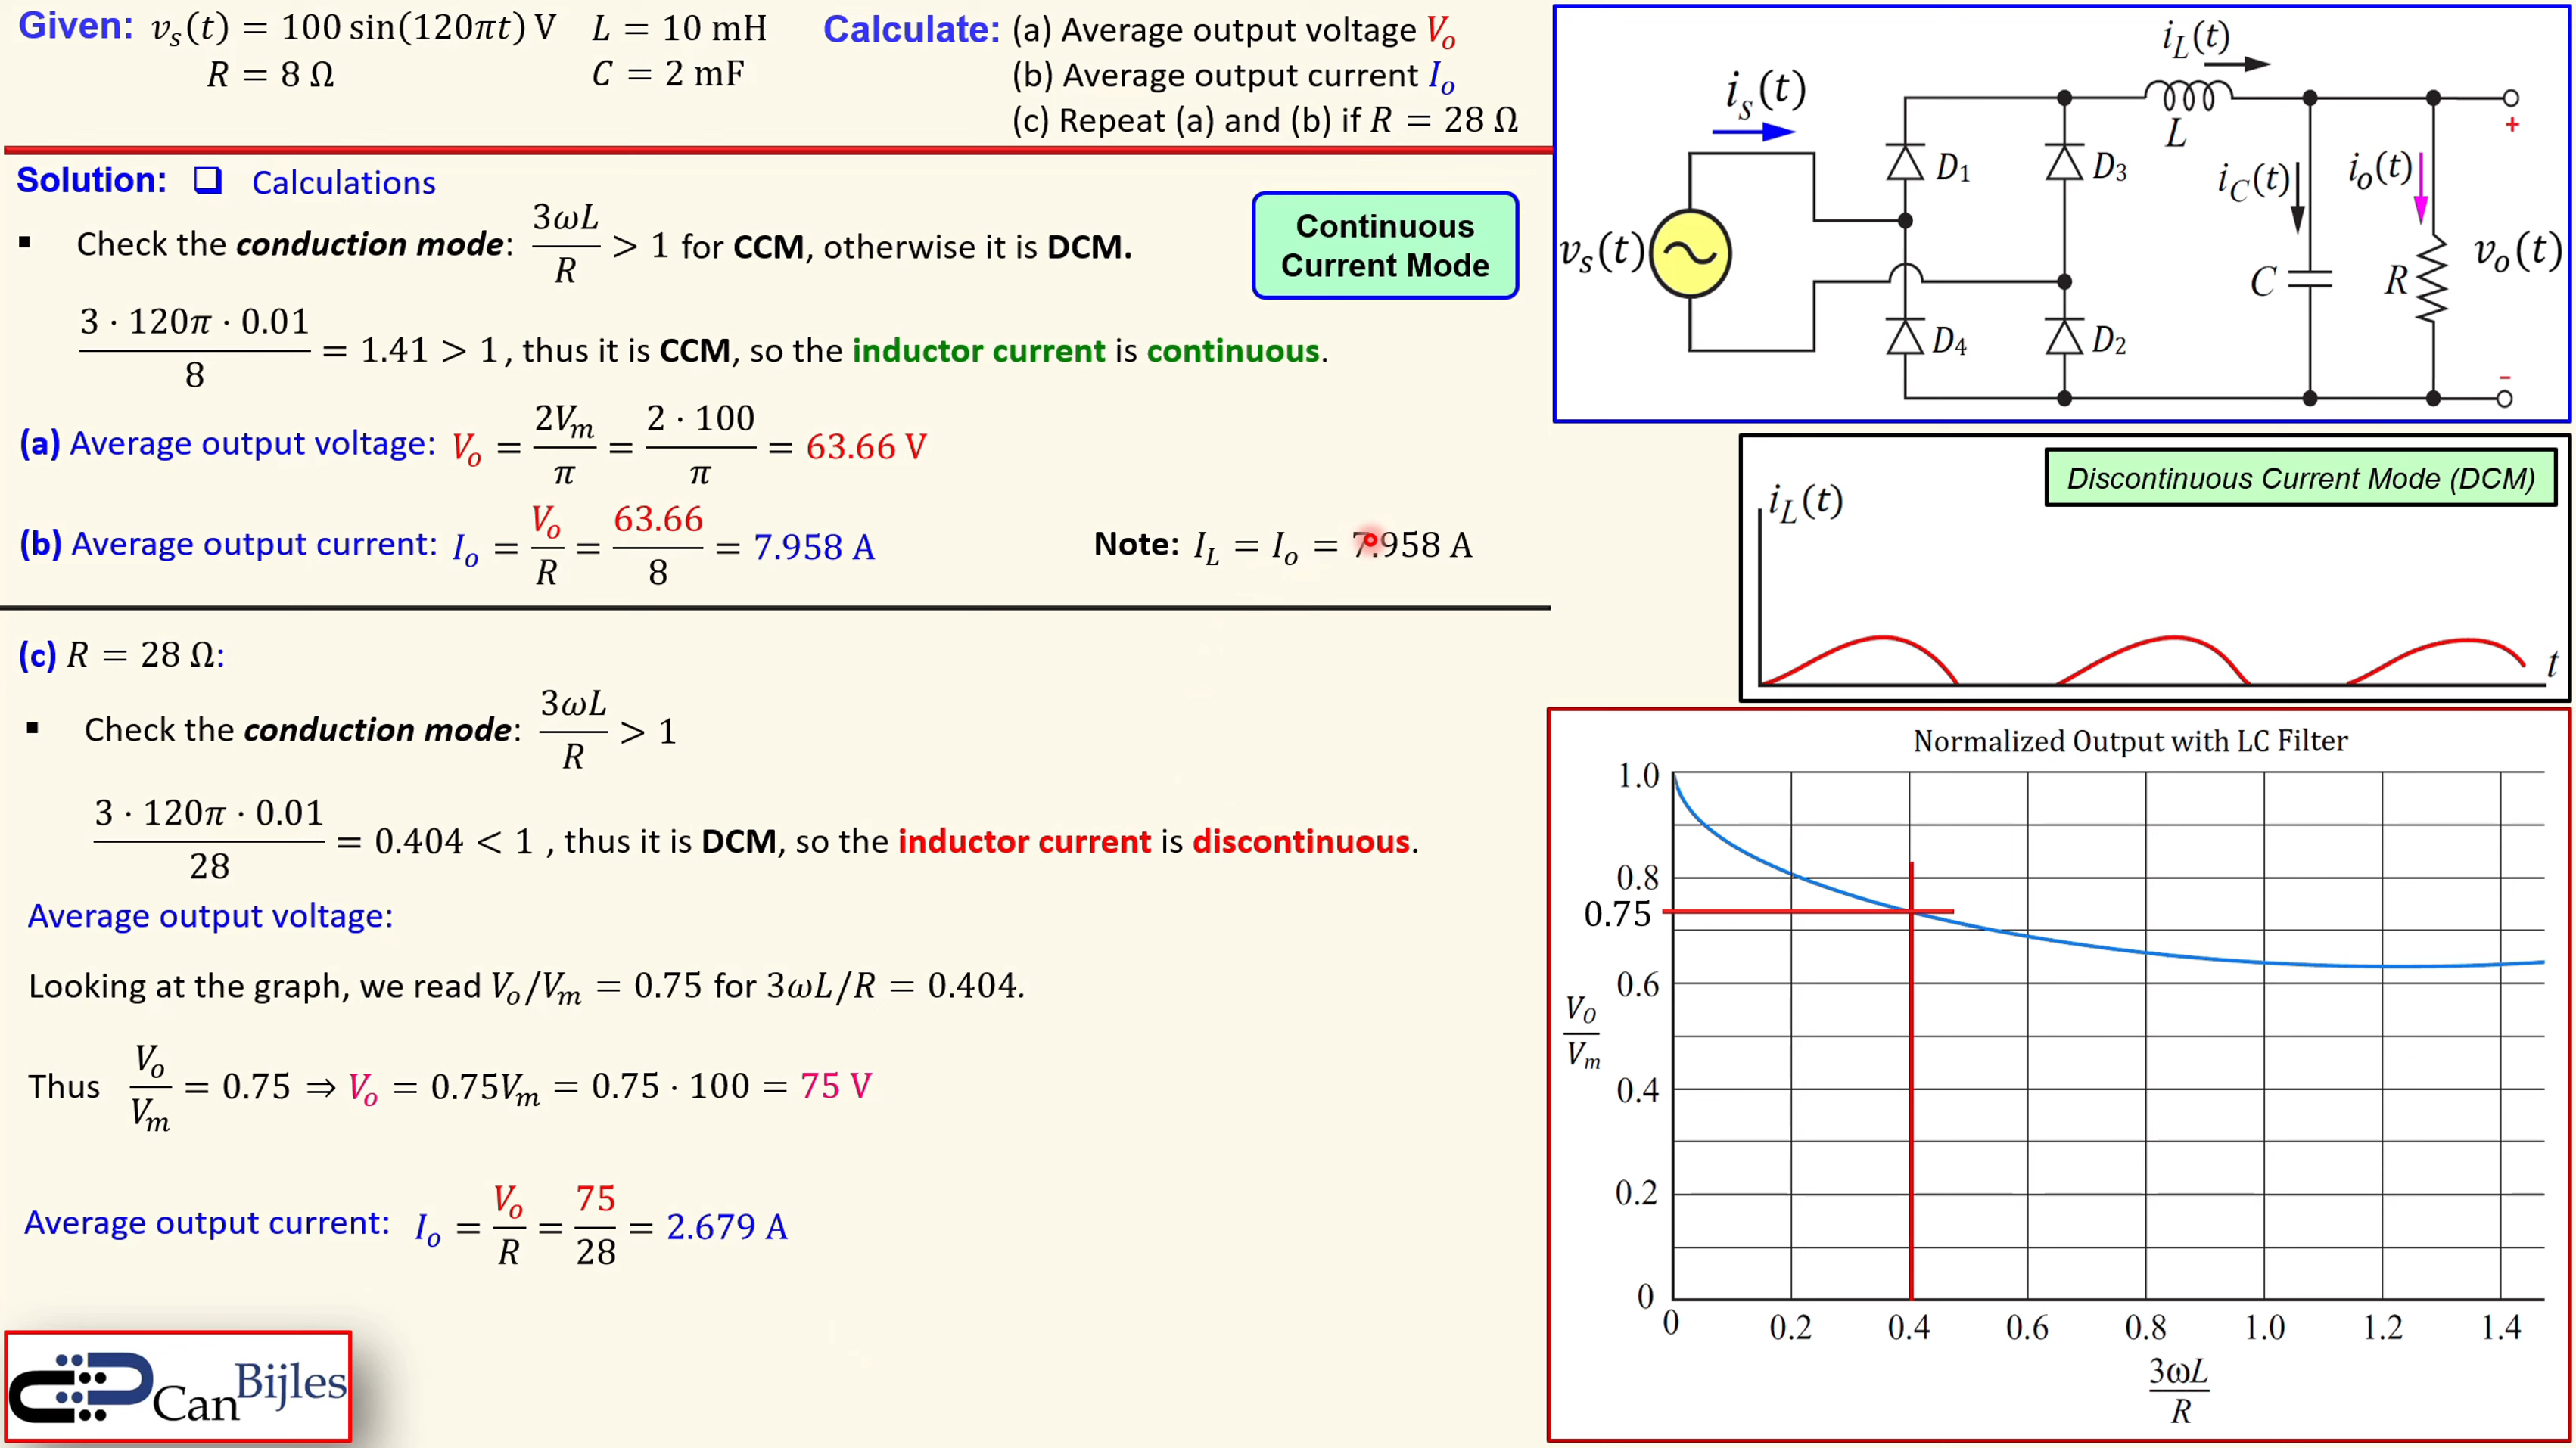 Given: vₛ(t) = 100 sin(120πt) V L = 10 mH
R = 8 Ω C = 2 mF
Calculate: (a) Average output voltage Vₒ
(b) Average output current Iₒ
(c) Repeat (a) and (b) if R = 28 Ω
Solution: ❑ Calculations
▪ Check the conduction mode: 3ωL/R > 1 for CCM, otherwise it is DCM.
Continuous
Current Mode
3 · 120π · 0.01/8 = 1.41 > 1, thus it is CCM, so the inductor current is continuous.
(a) Average output voltage: Vₒ = 2Vₘ/π = 2 · 100/π = 63.66 V
(b) Average output current: Iₒ = Vₒ/R = 63.66/8 = 7.958 A
Note: I_L = Iₒ = 7.958 A
(c) R = 28 Ω:
▪ Check the conduction mode: 3ωL/R > 1
3 · 120π · 0.01/28 = 0.404 < 1 , thus it is DCM, so the inductor current is discontinuous.
Average output voltage:
Looking at the graph, we read Vₒ/Vₘ = 0.75 for 3ωL/R = 0.404.
Thus Vₒ/Vₘ = 0.75 ⇒ Vₒ = 0.75Vₘ = 0.75 · 100 = 75 V
Average output current: Iₒ = Vₒ/R = 75/28 = 2.679 A
Can Bijles
i_L(t)
iₛ(t)
L
D₁
D₃
i_C(t)
iₒ(t)
+
vₛ(t)
C
R
vₒ(t)
D₄
D₂
−
Discontinuous Current Mode (DCM)
i_L(t)
t
Normalized Output with LC Filter
1.0
0.8
0.75
0.6
Vₒ/Vₘ
0.4
0.2
0
0 0.2 0.4 0.6 0.8 1.0 1.2 1.4
3ωL/R